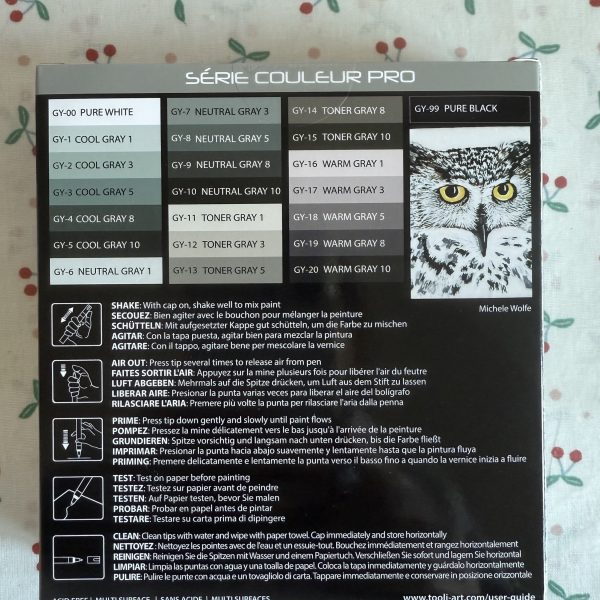 SÉRIE COULEUR PRO
GY-00 PURE WHITE
GY-1 COOL GRAY 1
GY-2 COOL GRAY 3
GY-3 COOL GRAY 5
GY-4 COOL GRAY 8
GY-5 COOL GRAY 10
GY-6 NEUTRAL GRAY 1
GY-7 NEUTRAL GRAY 3
GY-8 NEUTRAL GRAY 5
GY-9 NEUTRAL GRAY 8
GY-10 NEUTRAL GRAY 10
GY-11 TONER GRAY 1
GY-12 TONER GRAY 3
GY-13 TONER GRAY 5
GY-14 TONER GRAY 8
GY-15 TONER GRAY 10
GY-16 WARM GRAY 1
GY-17 WARM GRAY 3
GY-18 WARM GRAY 5
GY-19 WARM GRAY 8
GY-20 WARM GRAY 10
GY-99 PURE BLACK
Michele Wolfe
SHAKE: With cap on, shake well to mix paint
SECOUEZ: Bien agiter avec le bouchon pour mélanger la peinture
SCHÜTTELN: Mit aufgesetzter Kappe gut schütteln, um die Farbe zu mischen
AGITAR: Con la tapa puesta, agitar bien para mezclar la pintura
AGITARE: Con il tappo, agitare bene per mescolare la vernice
AIR OUT: Press tip several times to release air from pen
FAITES SORTIR L'AIR: Appuyez sur la mine plusieurs fois pour libérer l'air du feutre
LUFT ABGEBEN: Mehrmals auf die Spitze drücken, um Luft aus dem Stift zu lassen
LIBERAR AIRE: Presionar la punta varias veces para liberar el aire del bolígrafo
RILASCIARE L'ARIA: Premere più volte la punta per rilasciare l'aria dalla penna
PRIME: Press tip down gently and slowly until paint flows
POMPEZ: Pressez la mine délicatement vers le bas jusqu'à l'arrivée de la peinture
GRUNDIEREN: Spitze vorsichtig und langsam nach unten drücken, bis die Farbe fließt
IMPRIMAR: Presionar la punta hacia abajo suavemente y lentamente hasta que la pintura fluya
PRIMING: Premere delicatamente e lentamente la punta verso il basso fino a quando la vernice inizia a fluire
TEST: Test on paper before painting
TESTEZ: Testez sur papier avant de peindre
TESTEN: Auf Papier testen, bevor Sie malen
PROBAR: Probar en papel antes de pintar
TESTARE: Testare su carta prima di dipingere
CLEAN: Clean tips with water and wipe with paper towel. Cap immediately and store horizontally
NETTOYEZ: Nettoyez les pointes avec de l'eau et un essuie-tout. Bouchez immédiatement et rangez horizontalement
REINIGEN: Reinigen Sie die Spitzen mit Wasser und einem Papiertuch. Verschließen Sie sofort und lagern Sie horizontal
LIMPIAR: Limpia las puntas con agua y una toalla de papel. Coloca la tapa inmediatamente y guárdalo horizontalmente
PULIRE: Pulire le punte con acqua e un tovagliolo di carta. Tappare immediatamente e conservare in posizione orizzontale
ACID FREE | MULTI SURFACE | SANS ACIDE | MULTI SURFACES
www.tooli-art.com/user-guide